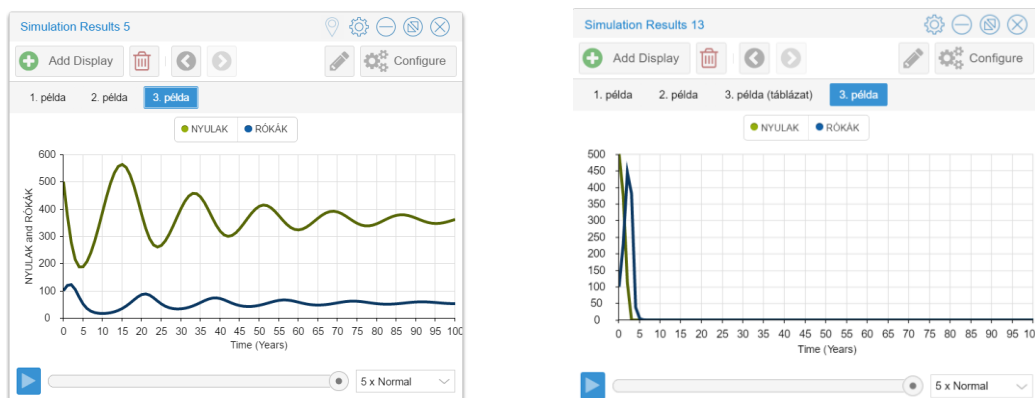 Simulation Results 5
Add Display
Configure
1. példa 2. példa 3. példa
NYULAK RÓKÁK
600
500
400
300
200
100
0
NYULAK and RÓKÁK
0 5 10 15 20 25 30 35 40 45 50 55 60 65 70 75 80 85 90 95 100
Time (Years)
5 x Normal
Simulation Results 13
Add Display
Configure
1. példa 2. példa 3. példa (táblázat) 3. példa
NYULAK RÓKÁK
500
450
400
350
300
250
200
150
100
50
0
0 5 10 15 20 25 30 35 40 45 50 55 60 65 70 75 80 85 90 95 10
Time (Years)
5 x Normal